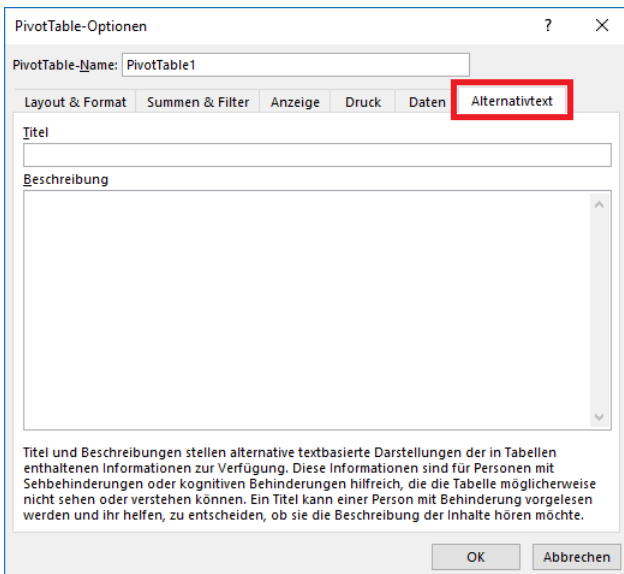 PivotTable-Optionen
PivotTable-Name: PivotTable1
Layout & Format Summen & Filter Anzeige Druck Daten Alternativtext
Titel
Beschreibung
Titel und Beschreibungen stellen alternative textbasierte Darstellungen der in Tabellen
enthaltenen Informationen zur Verfügung. Diese Informationen sind für Personen mit
Sehbehinderungen oder kognitiven Behinderungen hilfreich, die die Tabelle möglicherweise
nicht sehen oder verstehen können. Ein Titel kann einer Person mit Behinderung vorgelesen
werden und ihr helfen, zu entscheiden, ob sie die Beschreibung der Inhalte hören möchte.
OK Abbrechen